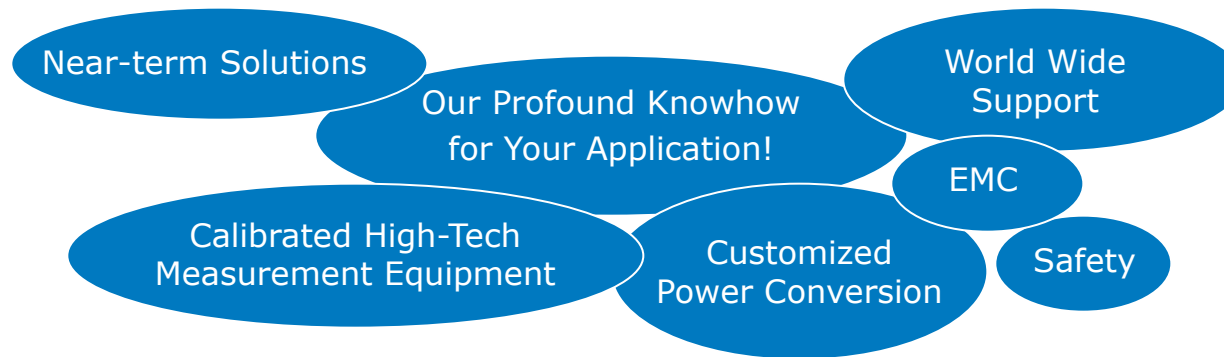 Near-term Solutions
Our Profound Knowhow
for Your Application!
World Wide
Support
EMC
Calibrated High-Tech
Measurement Equipment
Customized
Power Conversion
Safety